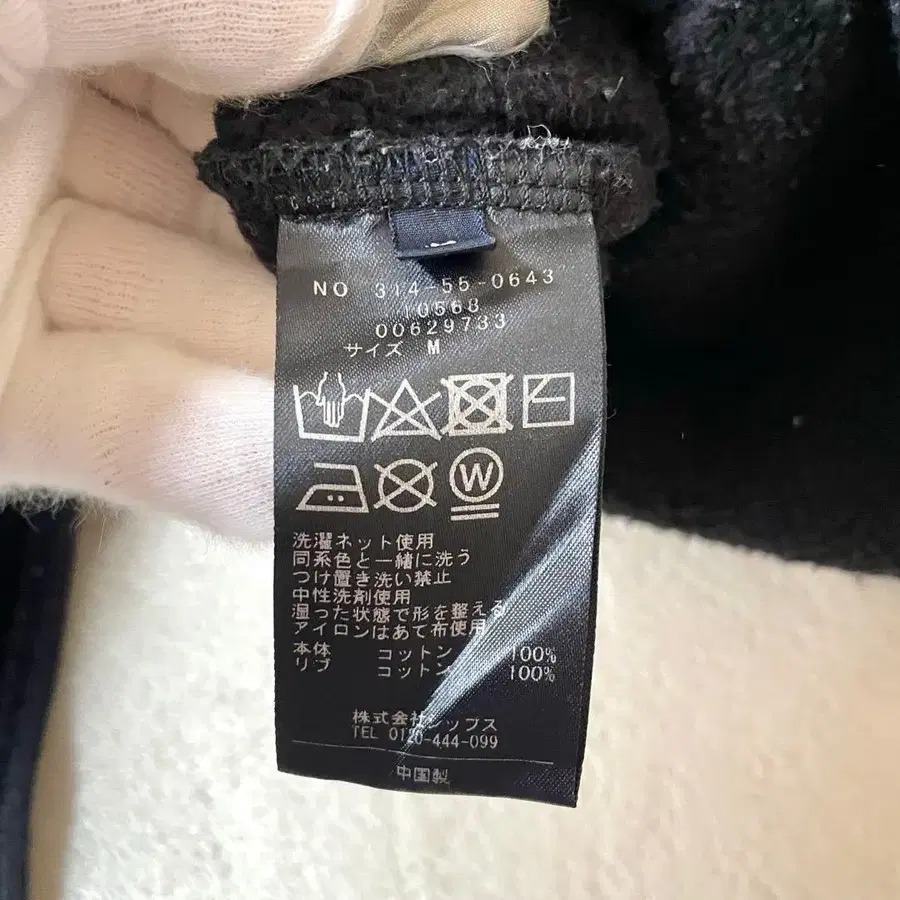 NO 314-55-0643
10568
00629733
サイズ M
W
洗濯ネット使用
同系色と一緒に洗う
つけ置き洗い禁止
中性洗剤使用
湿った状態で形を整える
アイロンはあて布使用
本体 コットン 100%
リブ コットン 100%
株式会社シップス
TEL 0120-444-099
中国製